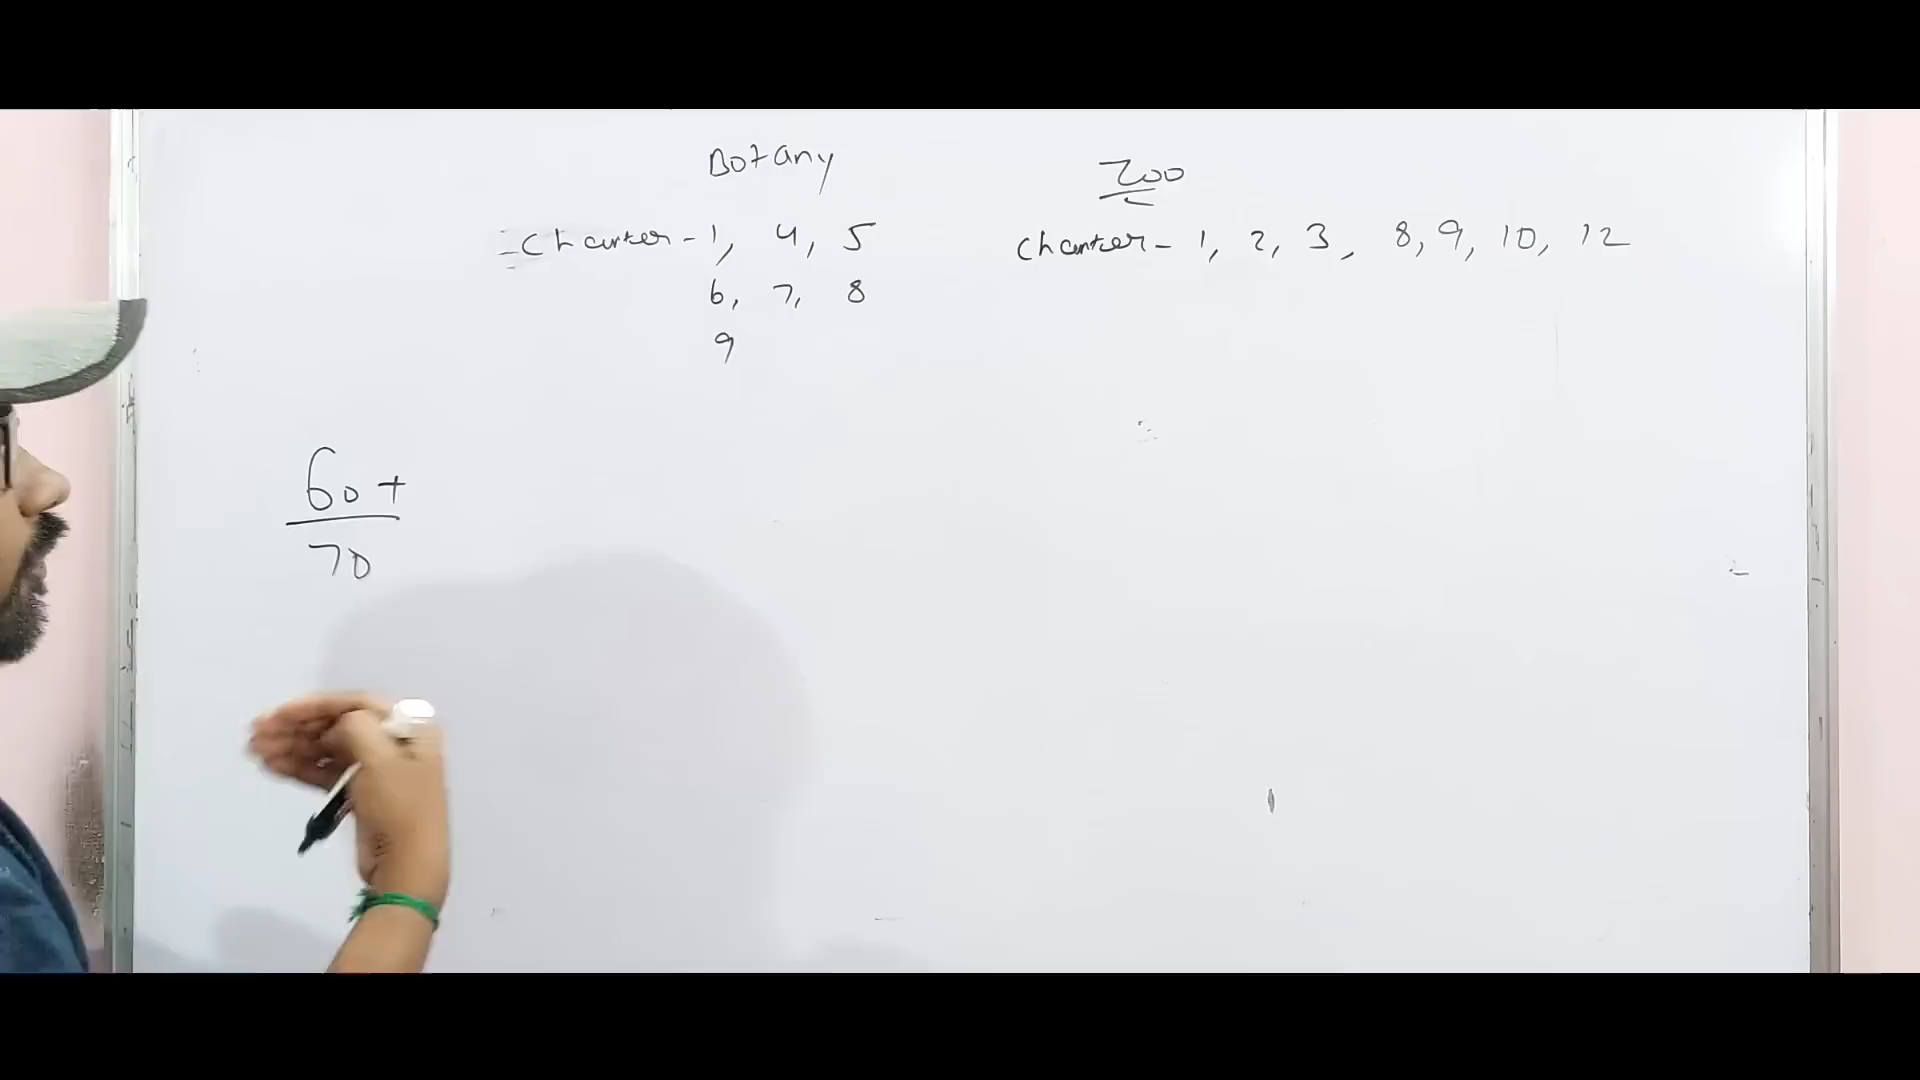 Botany
Chapter - 1, 4, 5
6, 7, 8
9
Zoo
Chapter - 1, 2, 3, 8, 9, 10, 12
60+
70